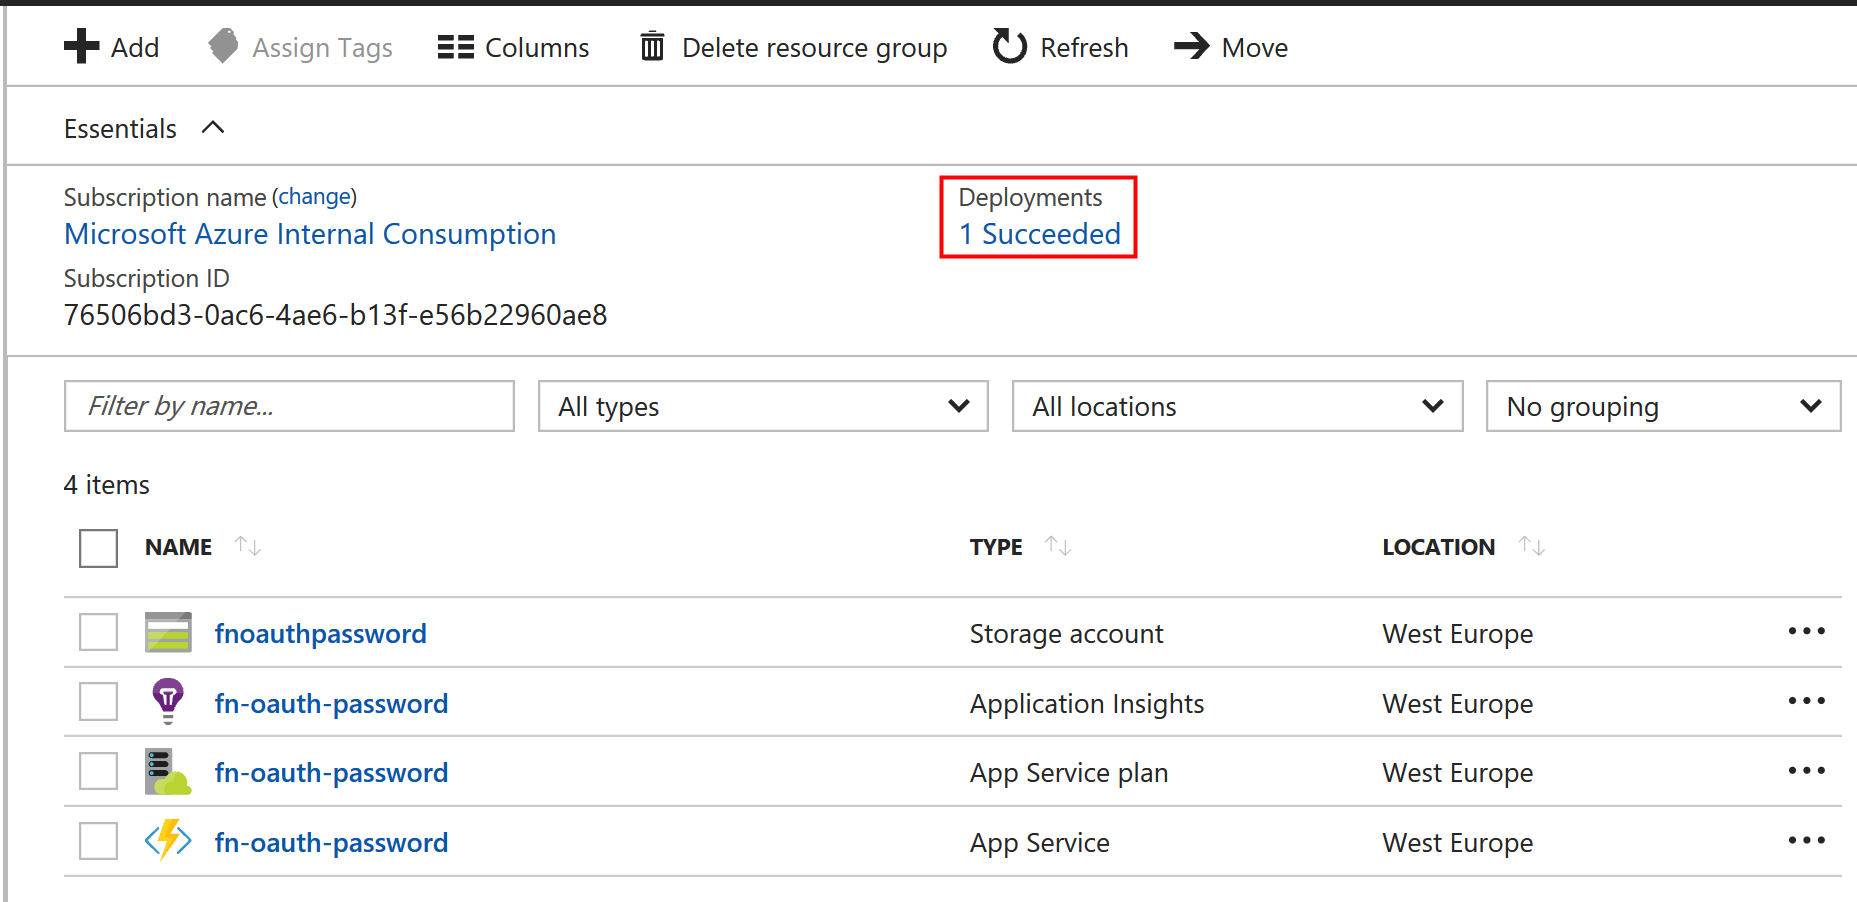 Add Assign Tags Columns Delete resource group Refresh Move
Essentials
Subscription name (change) Deployments
Microsoft Azure Internal Consumption 1 Succeeded
Subscription ID
76506bd3-0ac6-4ae6-b13f-e56b22960ae8
Filter by name... All types All locations No grouping
4 items
NAME TYPE LOCATION
fnoauthpassword Storage account West Europe
fn-oauth-password Application Insights West Europe
fn-oauth-password App Service plan West Europe
fn-oauth-password App Service West Europe